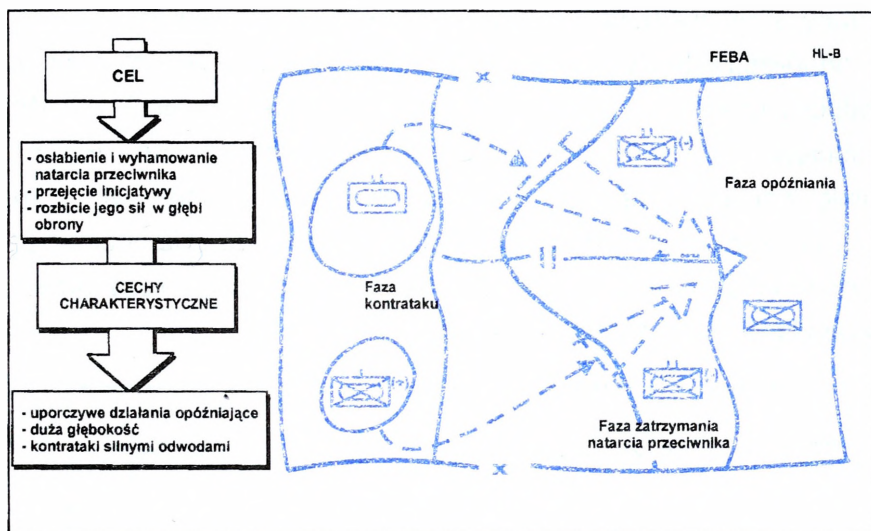 CEL
- osłabienie i wyhamowanie
natarcia przeciwnika
- przejęcie inicjatywy
- rozbicie jego sił w głębi
obrony
CECHY
CHARAKTERYSTYCZNE
- uporczywe działania opóźniające
- duża głębokość
- kontrataki silnymi odwodami
FEBA
HL-B
Faza opóźniania
Faza
kontrataku
Faza zatrzymania
natarcia przeciwnika